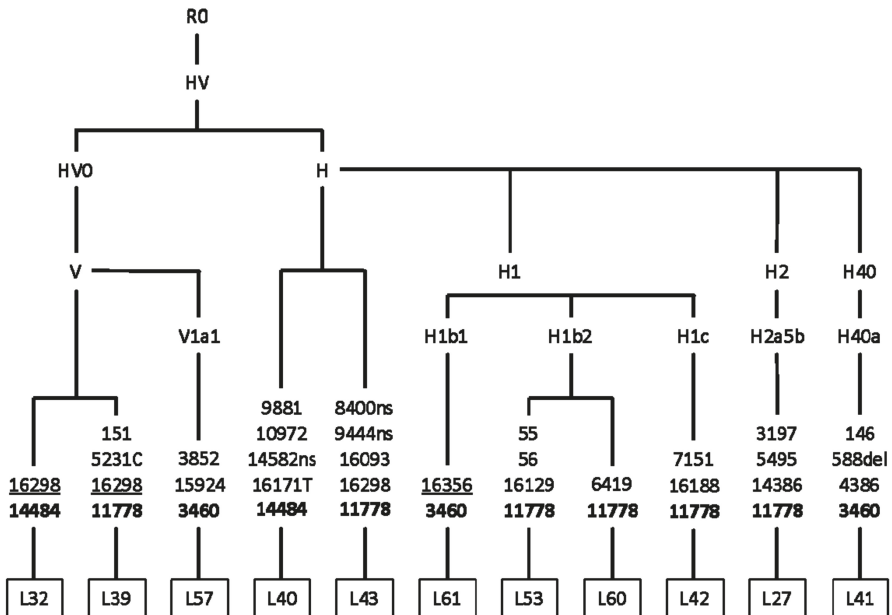 R0
HV
HV0 H
V H1 H2 H40
V1a1 H1b1 H1b2 H1c H2a5b H40a
9881 8400ns
151 10972 9444ns 55 3197 146
5231C 3852 14582ns 16093 56 7151 5495 588del
16298 16298 15924 16171T 16298 16356 16129 6419 16188 14386 4386
14484 11778 3460 14484 11778 3460 11778 11778 11778 11778 3460
L32 L39 L57 L40 L43 L61 L53 L60 L42 L27 L41